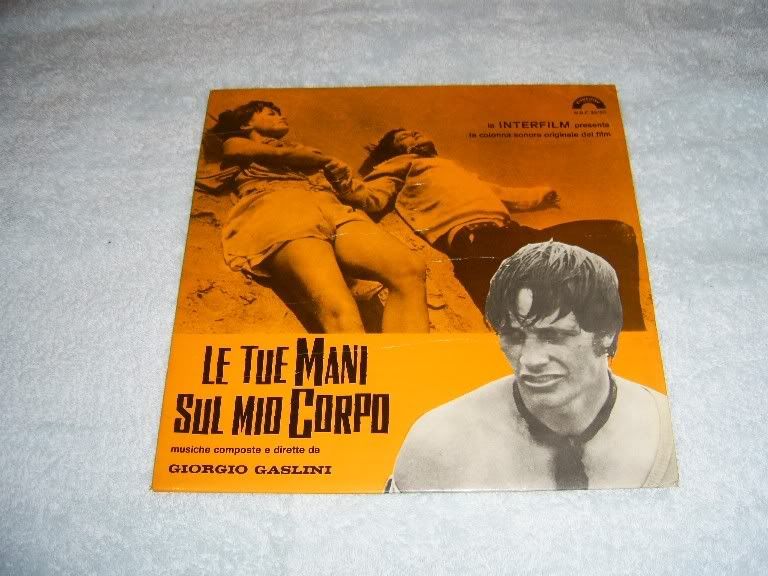 la INTERFILM presenta
la colonna sonora originale del film
LE TUE MANI
SUL MIO CORPO
musiche composte e dirette da
GIORGIO GASLINI